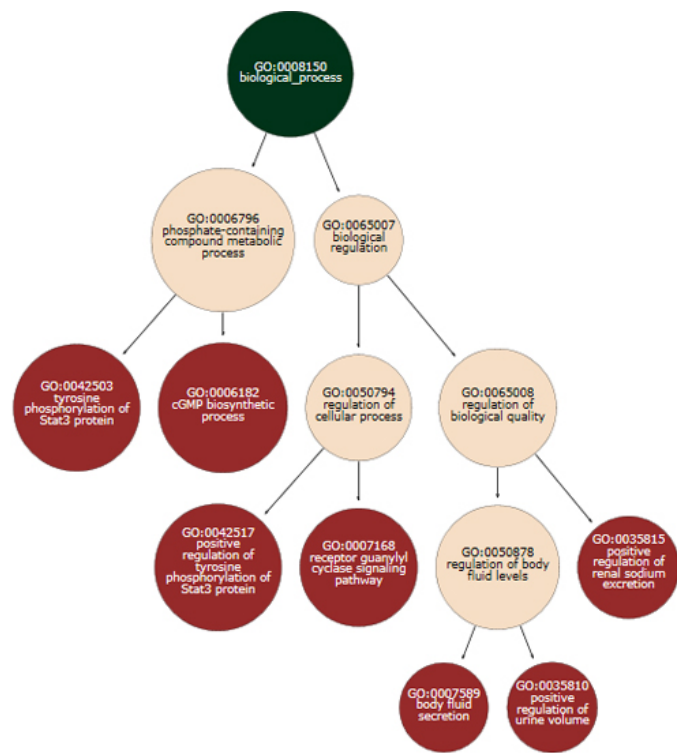 GO:0008150
biological_process
GO:0006796
phosphate-containing
compound metabolic
process
GO:0065007
biological
regulation
GO:0042503
tyrosine
phosphorylation of
Stat3 protein
GO:0006182
cGMP biosynthetic
process
GO:0050794
regulation of
cellular process
GO:0065008
regulation of
biological quality
GO:0042517
positive
regulation of
tyrosine
phosphorylation of
Stat3 protein
GO:0007168
receptor guanylyl
cyclase signaling
pathway
GO:0050878
regulation of body
fluid levels
GO:0035815
positive
regulation of
renal sodium
excretion
GO:0007589
body fluid
secretion
GO:0035810
positive
regulation of
urine volume